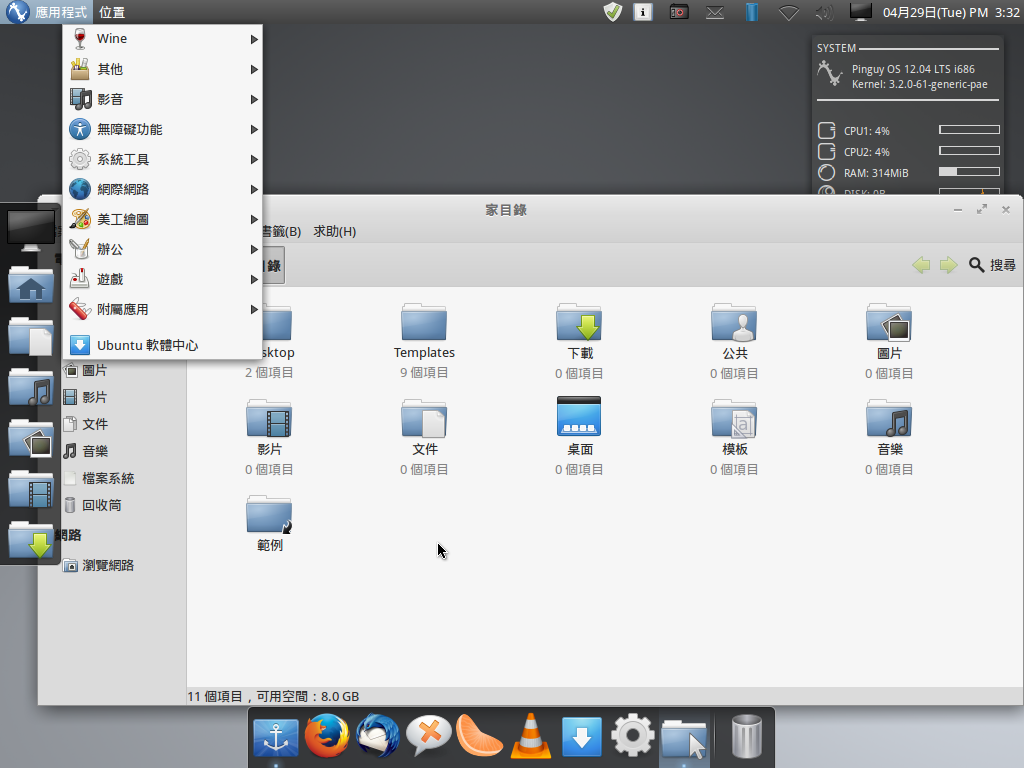 應用程式 位置
04月29日(Tue) PM 3:32
Wine
其他
影音
無障礙功能
系統工具
網際網路
美工繪圖
辦公
遊戲
附屬應用
Ubuntu 軟體中心
SYSTEM
Pinguy OS 12.04 LTS i686
Kernel: 3.2.0-61-generic-pae
CPU1: 4%
CPU2: 4%
RAM: 314MiB
DISK: 0B
家目錄
書籤(B) 求助(H)
錄
搜尋
圖片
影片
文件
音樂
檔案系統
回收筒
網路
瀏覽網路
sktop
2 個項目
Templates
9 個項目
下載
0 個項目
公共
0 個項目
圖片
0 個項目
影片
0 個項目
文件
0 個項目
桌面
0 個項目
模板
0 個項目
音樂
0 個項目
範例
11 個項目，可用空間：8.0 GB